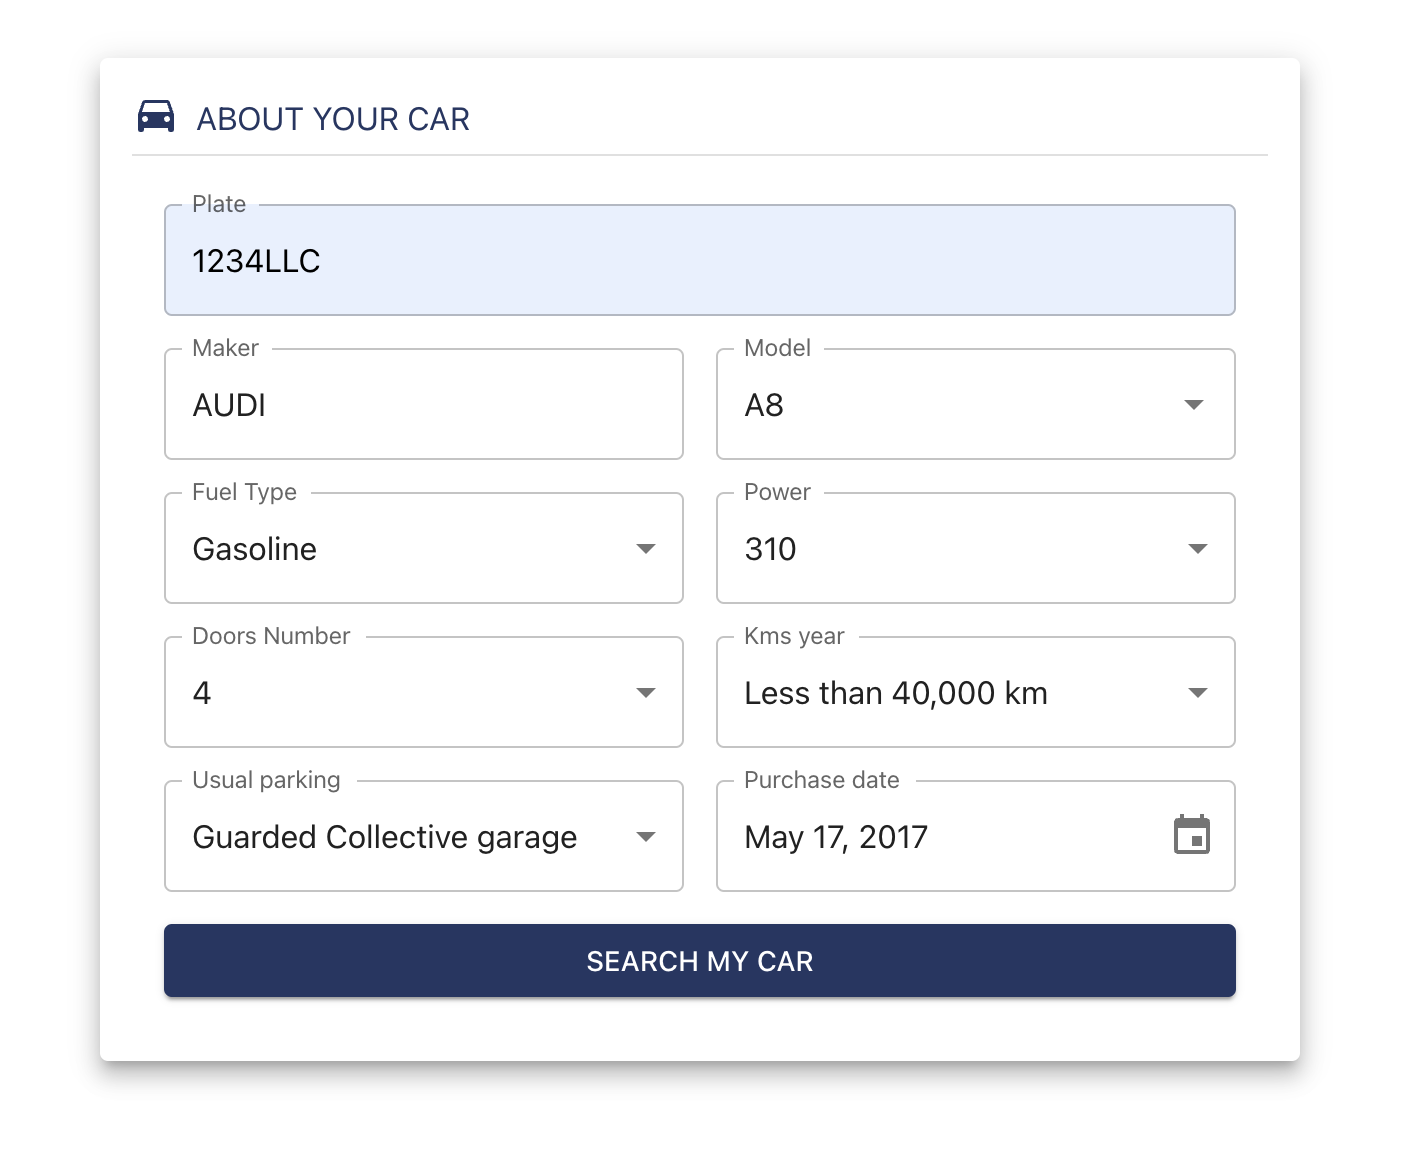 ABOUT YOUR CAR
Plate
1234LLC
Maker
AUDI
Model
A8
Fuel Type
Gasoline
Power
310
Doors Number
4
Kms year
Less than 40,000 km
Usual parking
Guarded Collective garage
Purchase date
May 17, 2017
SEARCH MY CAR